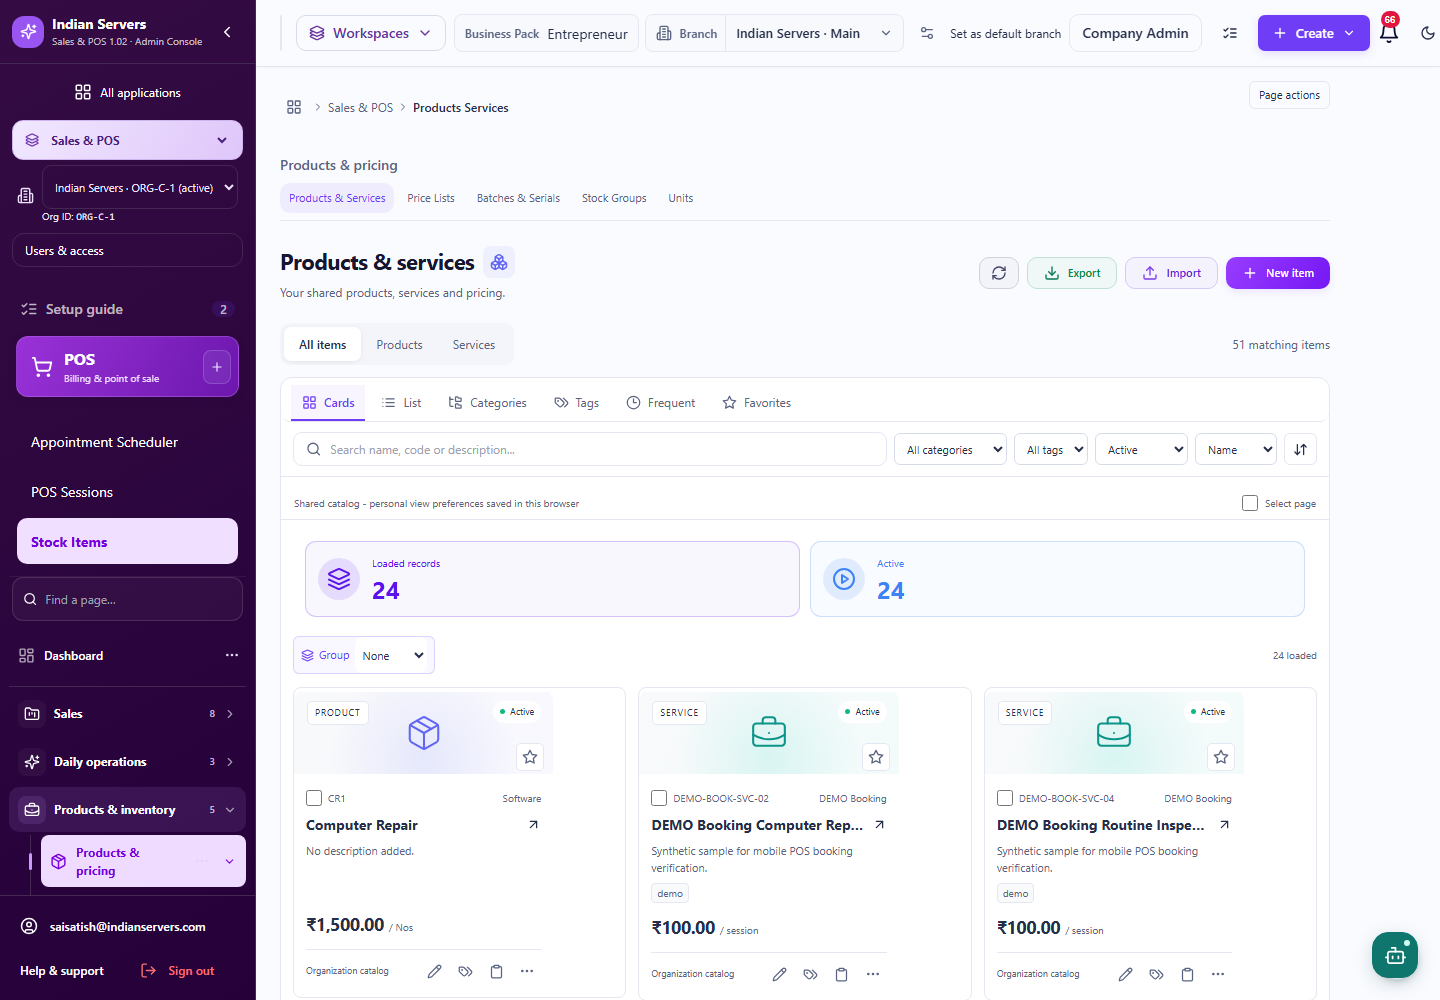 Indian Servers
Sales & POS 1.02 · Admin Console
All applications
Sales & POS
Indian Servers · ORG-C-1 (active)
Org ID: ORG-C-1
Users & access
Setup guide 2
POS
Billing & point of sale
Appointment Scheduler
POS Sessions
Stock Items
Find a page...
Dashboard
Sales 8
Daily operations 3
Products & inventory 5
Products &
pricing
saisatish@indianservers.com
Help & support Sign out
Workspaces
Business Pack Entrepreneur
Branch Indian Servers · Main
Set as default branch
Company Admin
Create
66
Sales & POS Products Services
Page actions
Products & pricing
Products & Services Price Lists Batches & Serials Stock Groups Units
Products & services
Your shared products, services and pricing.
Export Import New item
All items Products Services
51 matching items
Cards List Categories Tags Frequent Favorites
Search name, code or description...
All categories All tags Active Name
Shared catalog - personal view preferences saved in this browser
Select page
Loaded records
24
Active
24
Group None
24 loaded
PRODUCT Active
CR1 Software
Computer Repair
No description added.
₹1,500.00 / Nos
Organization catalog
SERVICE Active
DEMO-BOOK-SVC-02 DEMO Booking
DEMO Booking Computer Rep...
Synthetic sample for mobile POS booking
verification.
demo
₹100.00 / session
Organization catalog
SERVICE Active
DEMO-BOOK-SVC-04 DEMO Booking
DEMO Booking Routine Inspe...
Synthetic sample for mobile POS booking
verification.
demo
₹100.00 / session
Organization catalog